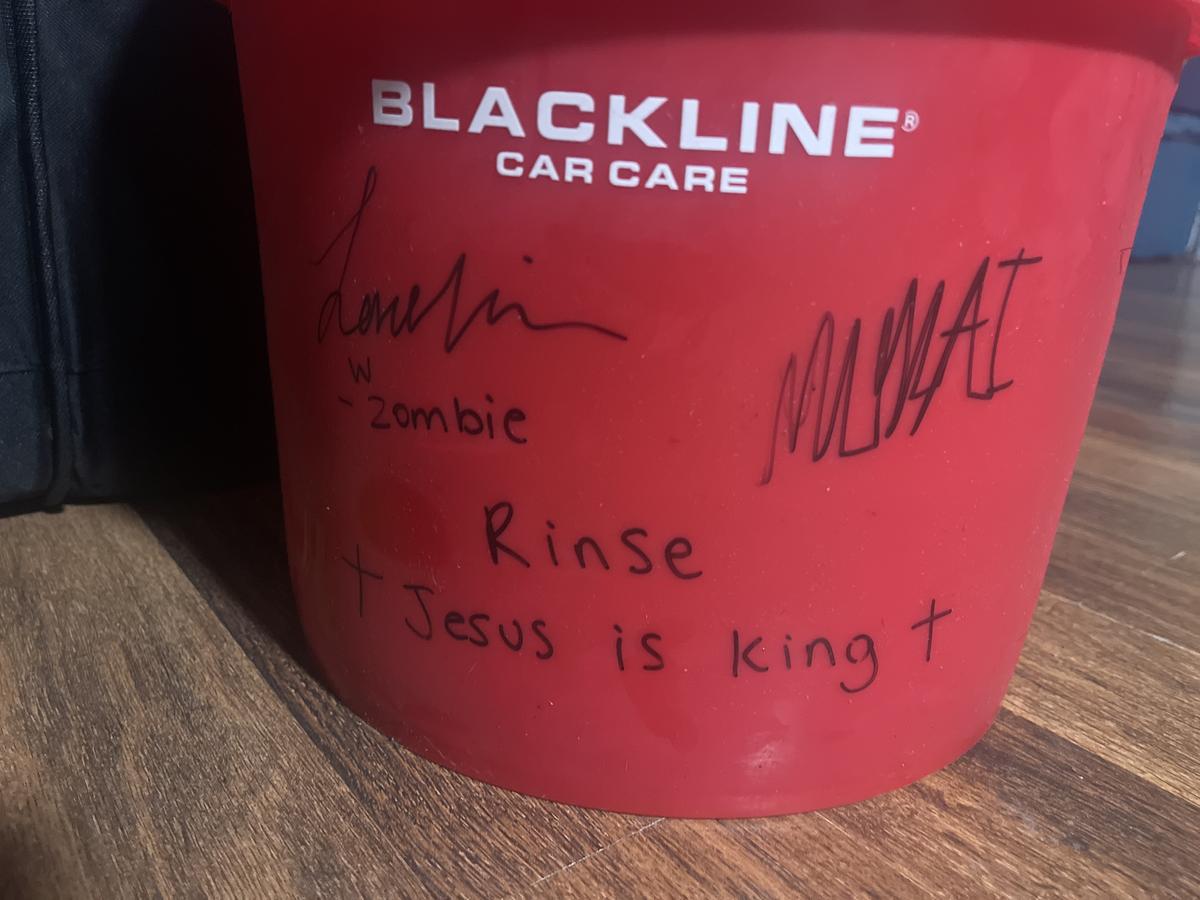 BLACKLINE®
CAR CARE
W
- zombie
Rinse
† Jesus is king †